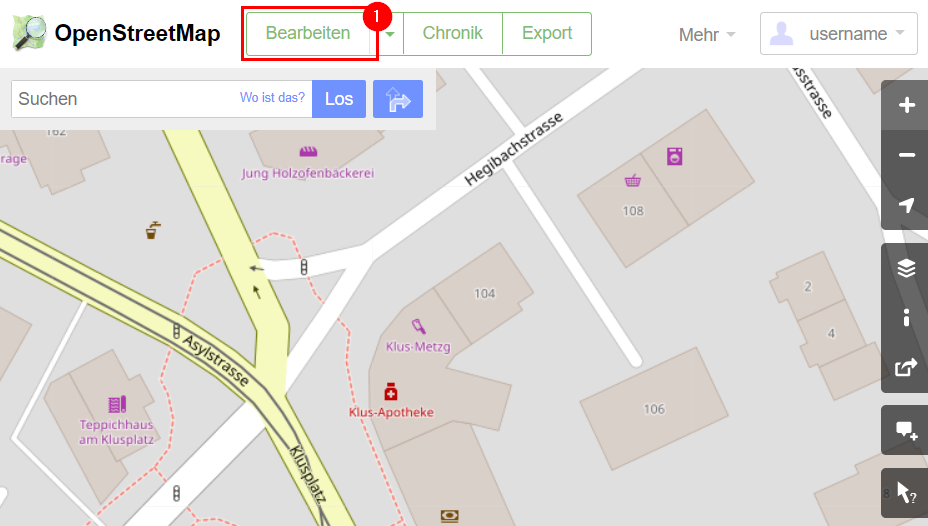 OpenStreetMap
Bearbeiten
1
Chronik
Export
Mehr
username
Suchen
Wo ist das?
Los
162
rage
Jung Holzofenbäckerei
Hegibachstrasse
sstrasse
108
104
2
4
Klus-Metzg
Asylstrasse
Klus-Apotheke
106
Teppichhaus
am Klusplatz
Klusplatz
8
?